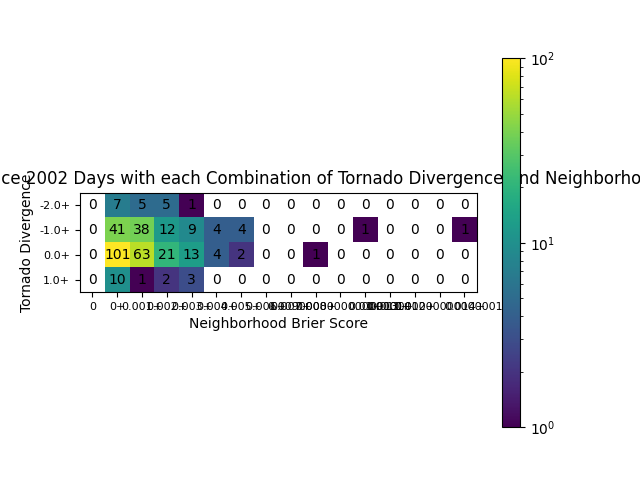 ce 2002 Days with each Combination of Tornado Divergence and Neighborho
Tornado Divergence
-2.0+ 0 7 5 5 1 0 0 0 0 0 0 0 0 0 0 0
-1.0+ 0 41 38 12 9 4 4 0 0 0 0 1 0 0 0 1
0.0+ 0 101 63 21 13 4 2 0 0 1 0 0 0 0 0 0
1.0+ 0 10 1 2 3 0 0 0 0 0 0 0 0 0 0 0
0 0+ 0.001+
Neighborhood Brier Score
10²
10¹
10⁰